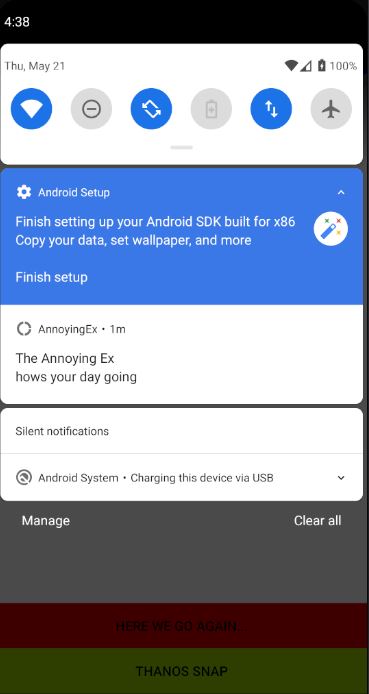 4:38
Thu, May 21
100%
Android Setup
Finish setting up your Android SDK built for x86
Copy your data, set wallpaper, and more
Finish setup
AnnoyingEx • 1m
The Annoying Ex
hows your day going
Silent notifications
Android System • Charging this device via USB
Manage
Clear all
HERE WE GO AGAIN
THANOS SNAP